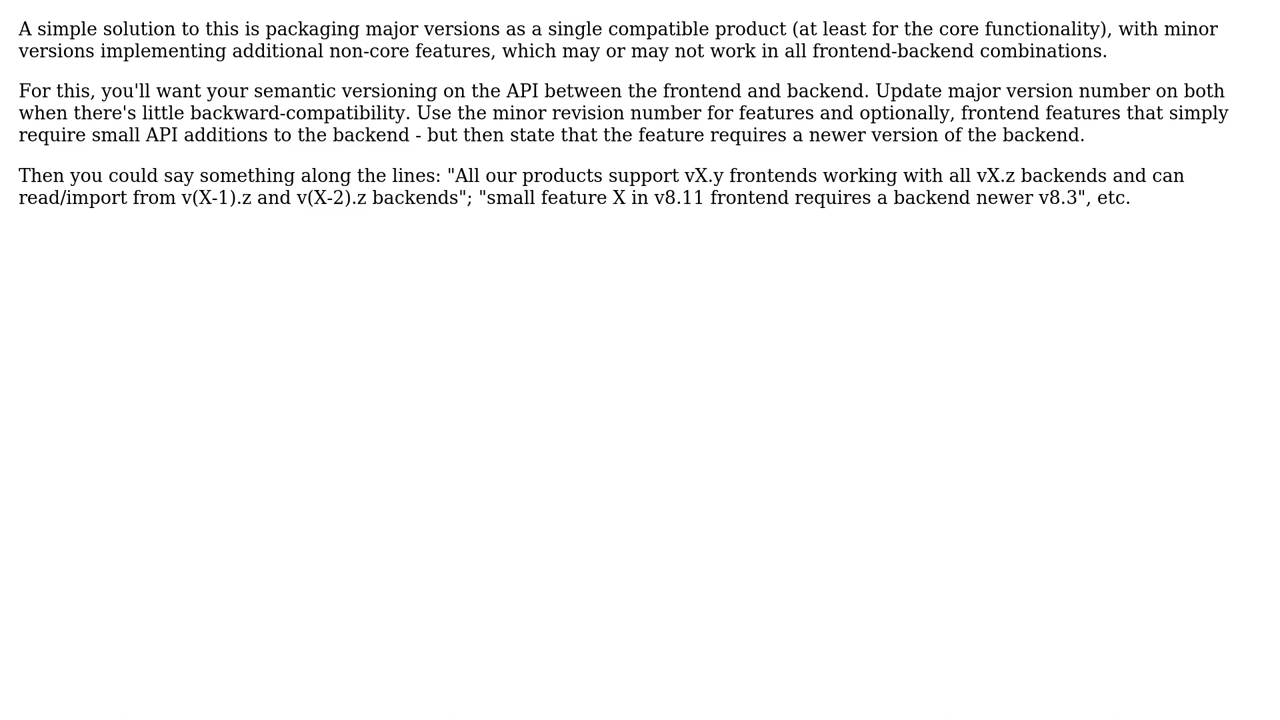 A simple solution to this is packaging major versions as a single compatible product (at least for the core functionality), with minor
versions implementing additional non-core features, which may or may not work in all frontend-backend combinations.
For this, you'll want your semantic versioning on the API between the frontend and backend. Update major version number on both
when there's little backward-compatibility. Use the minor revision number for features and optionally, frontend features that simply
require small API additions to the backend - but then state that the feature requires a newer version of the backend.
Then you could say something along the lines: "All our products support vX.y frontends working with all vX.z backends and can
read/import from v(X-1).z and v(X-2).z backends"; "small feature X in v8.11 frontend requires a backend newer v8.3", etc.